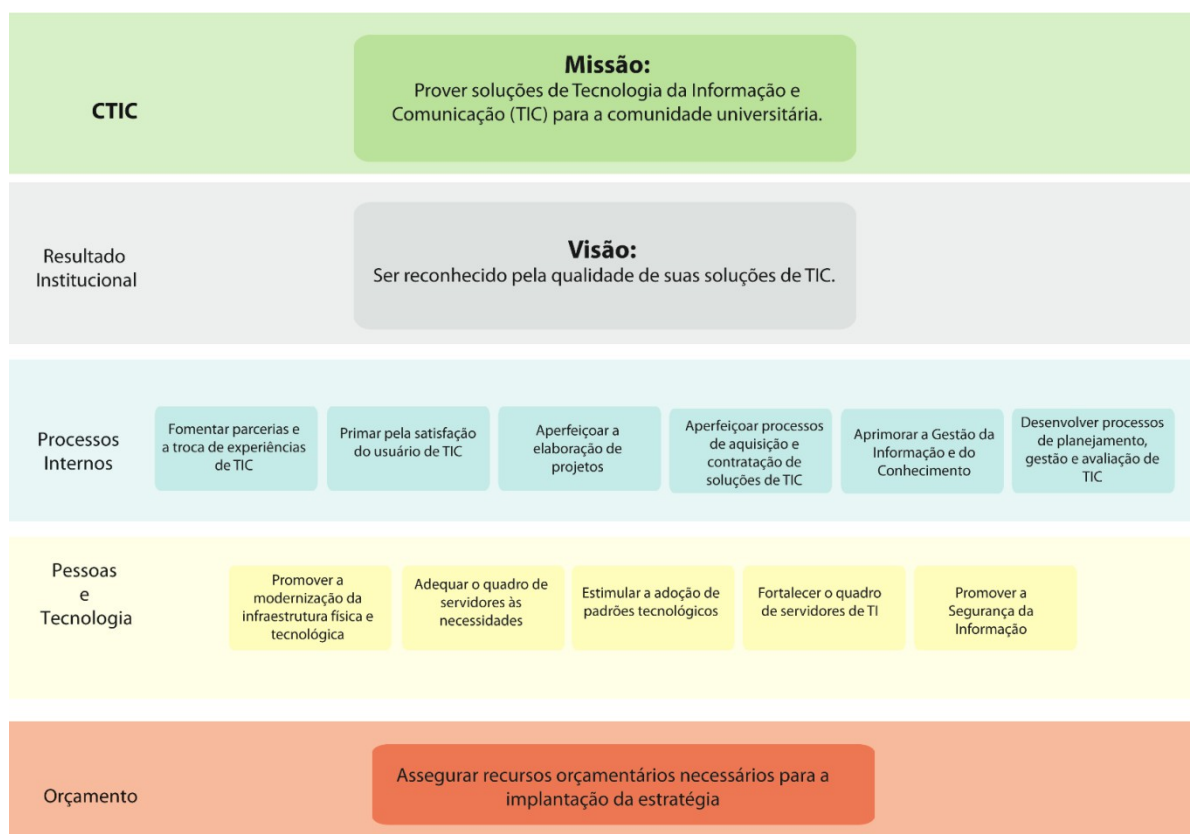 CTIC
Missão:
Prover soluções de Tecnologia da Informação e
Comunicação (TIC) para a comunidade universitária.
Resultado
Institucional
Visão:
Ser reconhecido pela qualidade de suas soluções de TIC.
Processos
Internos
Fomentar parcerias e
a troca de experiências
de TIC
Primar pela satisfação
do usuário de TIC
Aperfeiçoar a
elaboração de
projetos
Aperfeiçoar processos
de aquisição e
contratação de
soluções de TIC
Aprimorar a Gestão da
Informação e do
Conhecimento
Desenvolver processos
de planejamento,
gestão e avaliação de
TIC
Pessoas
e
Tecnologia
Promover a
modernização da
infraestrutura física e
tecnológica
Adequar o quadro de
servidores às
necessidades
Estimular a adoção de
padrões tecnológicos
Fortalecer o quadro
de servidores de TI
Promover a
Segurança da
Informação
Orçamento
Assegurar recursos orçamentários necessários para a
implantação da estratégia